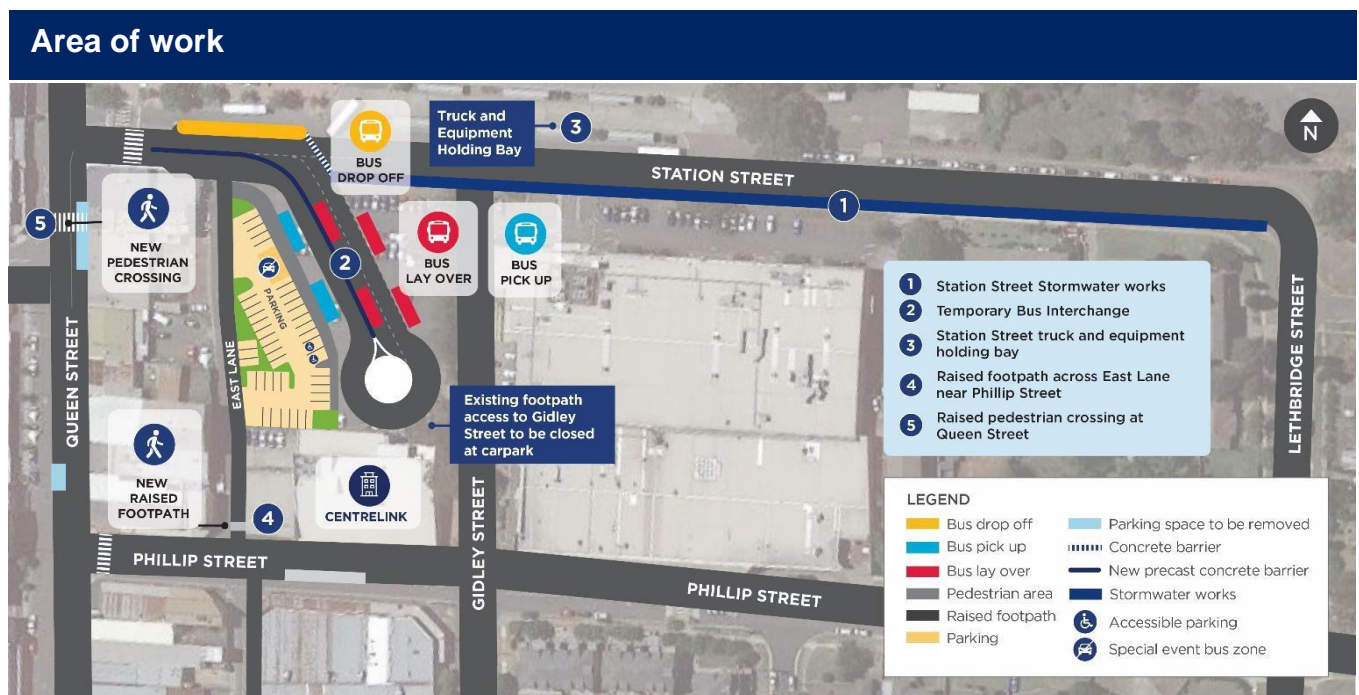 Area of work
Truck and
Equipment
Holding Bay
3
N
BUS
DROP OFF
STATION STREET
1
5
NEW
PEDESTRIAN
CROSSING
2
BUS
LAY OVER
BUS
PICK UP
PARKING
QUEEN STREET
EAST LANE
LETHBRIDGE STREET
1 Station Street Stormwater works
2 Temporary Bus Interchange
3 Station Street truck and equipment
holding bay
4 Raised footpath across East Lane
near Phillip Street
5 Raised pedestrian crossing at
Queen Street
Existing footpath
access to Gidley
Street to be closed
at carpark
NEW
RAISED
FOOTPATH
4
CENTRELINK
GIDLEY STREET
PHILLIP STREET
PHILLIP STREET
LEGEND
Bus drop off
Bus pick up
Bus lay over
Pedestrian area
Raised footpath
Parking
Parking space to be removed
Concrete barrier
New precast concrete barrier
Stormwater works
Accessible parking
Special event bus zone